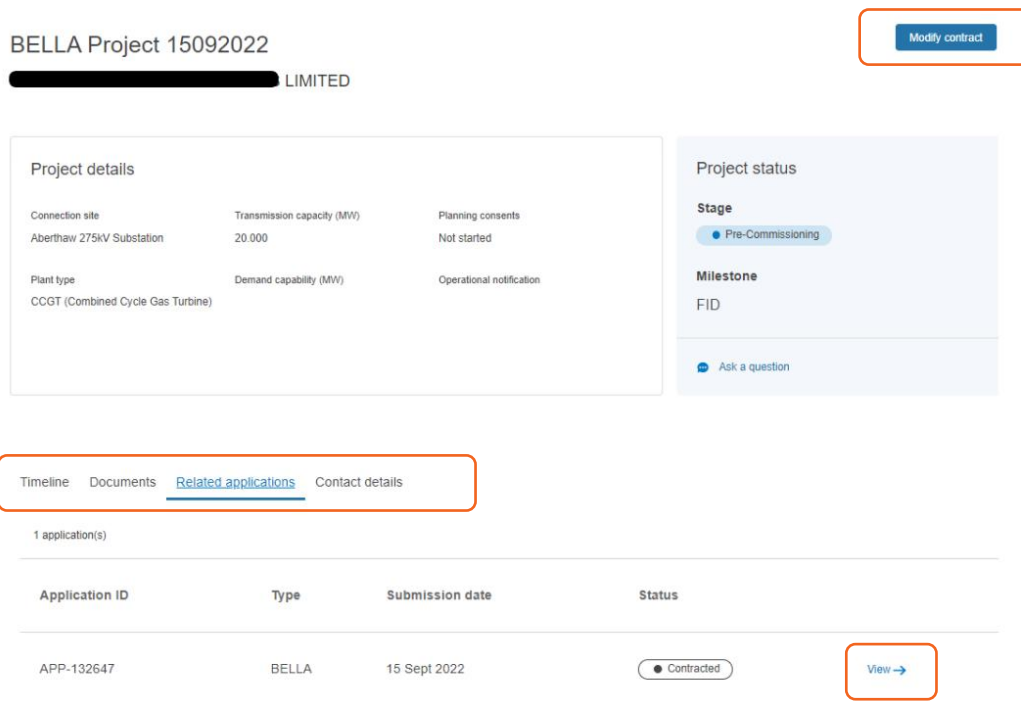 BELLA Project 15092022
Modify contract
LIMITED
Project details
Connection site
Transmission capacity (MW)
Planning consents
Aberthaw 275kV Substation
20.000
Not started
Plant type
Demand capability (MW)
Operational notification
CCGT (Combined Cycle Gas Turbine)
Project status
Stage
Pre-Commissioning
Milestone
FID
Ask a question
Timeline Documents Related applications Contact details
1 application(s)
Application ID Type Submission date Status
APP-132647 BELLA 15 Sept 2022 Contracted View →